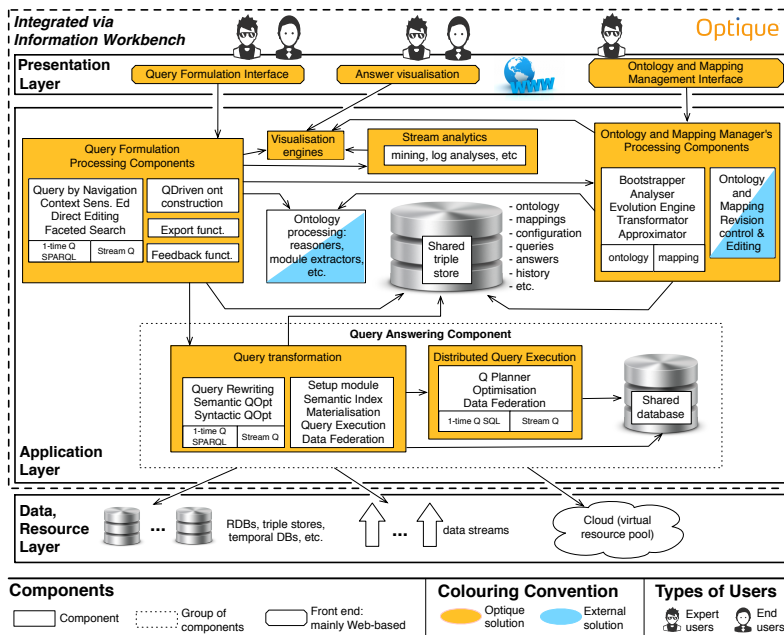 Integrated via
Information Workbench
Optique
Presentation
Layer
Query Formulation Interface
Answer visualisation
WWW
Ontology and Mapping
Management Interface
Query Formulation
Processing Components
Query by Navigation
Context Sens. Ed
Direct Editing
Faceted Search
1-time Q
SPARQL
Stream Q
QDriven ont
construction
Export funct.
Feedback funct.
Visualisation
engines
Stream analytics
mining, log analyses, etc
Ontology
processing:
reasoners,
module extractors,
etc.
Shared
triple
store
- ontology
- mappings
- configuration
- queries
- answers
- history
- etc.
Ontology and Mapping Manager's
Processing Components
Bootstrapper
Analyser
Evolution Engine
Transformator
Approximator
ontology
mapping
Ontology
and
Mapping
Revision
control &
Editing
Query Answering Component
Query transformation
Query Rewriting
Semantic QOpt
Syntactic QOpt
1-time Q
SPARQL
Stream Q
Setup module
Semantic Index
Materialisation
Query Execution
Data Federation
Distributed Query Execution
Q Planner
Optimisation
Data Federation
1-time Q SQL
Stream Q
Shared
database
Application
Layer
Data,
Resource
Layer
...
RDBs, triple stores,
temporal DBs, etc.
...
data streams
Cloud (virtual
resource pool)
Components
Component
Group of
components
Front end:
mainly Web-based
Colouring Convention
Optique
solution
External
solution
Types of Users
Expert
users
End
users